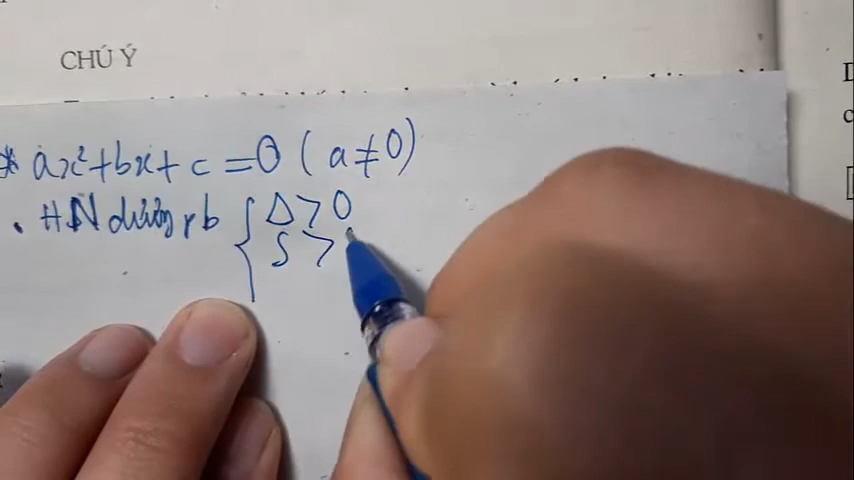 CHÚ Ý
* ax²+bx+c=0 (a≠0)
. HN dương pb { Δ>0
S>